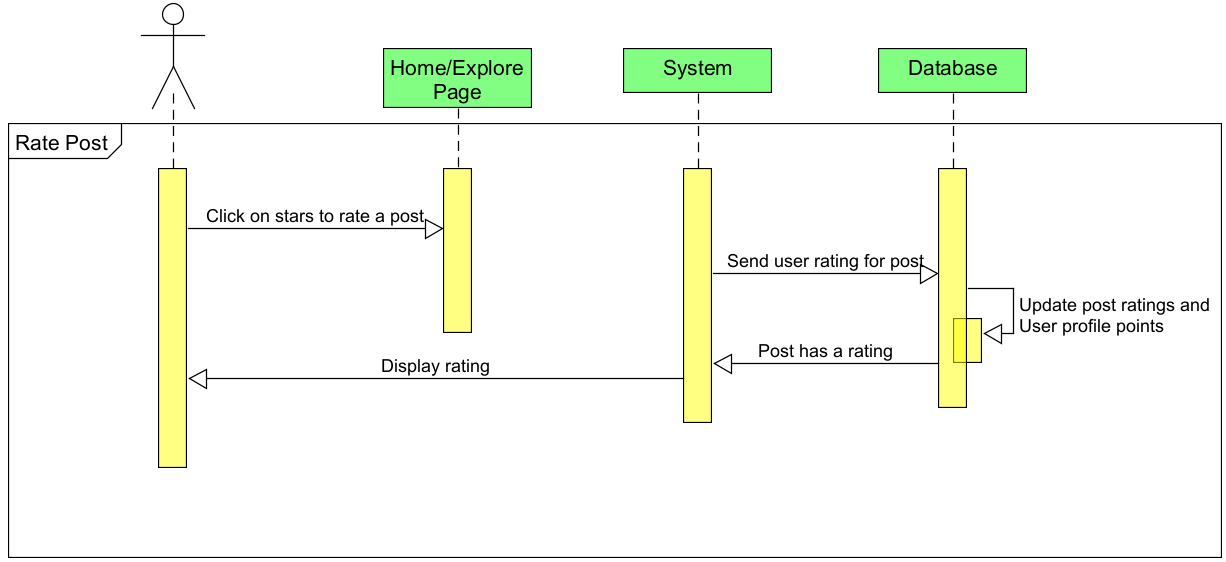 Home/Explore
Page
System
Database
Rate Post
Click on stars to rate a post
Send user rating for post
Update post ratings and
User profile points
Post has a rating
Display rating